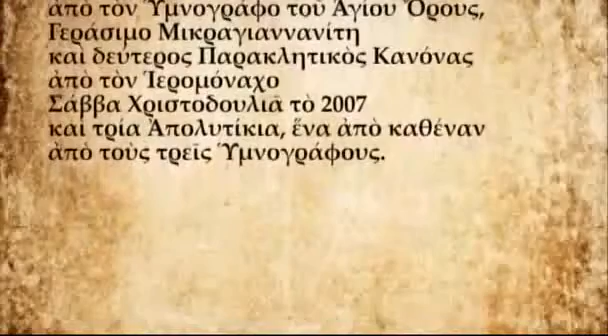 ἀπὸ τὸν Ὑμνογράφο τοῦ Ἁγίου Ὄρους,
Γεράσιμο Μικραγιαννανίτη
καὶ δεύτερος Παρακλητικὸς Κανόνας
ἀπὸ τὸν Ἱερομόναχο
Σάββα Χριστοδουλιᾶ τὸ 2007
καὶ τρία Ἀπολυτίκια, ἕνα ἀπὸ καθέναν
ἀπὸ τοὺς τρεῖς Ὑμνογράφους.